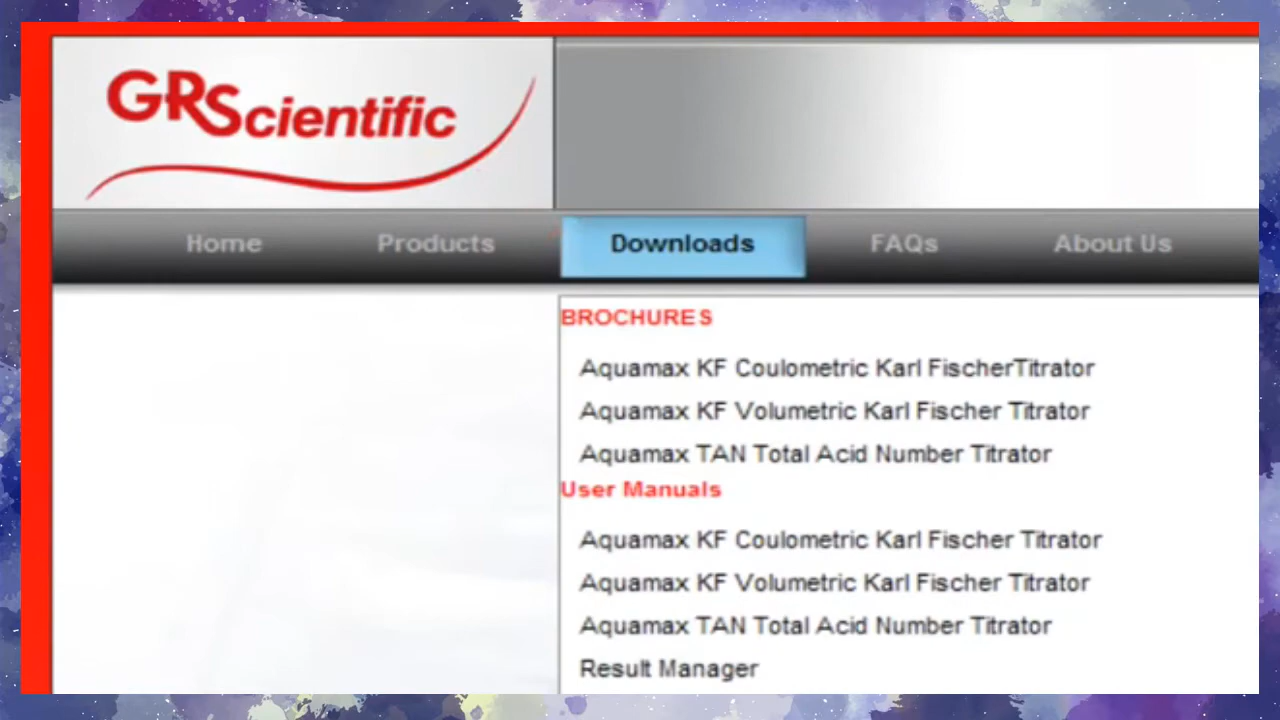 GRScientific
Home Products Downloads FAQs About Us
BROCHURES
Aquamax KF Coulometric Karl FischerTitrator
Aquamax KF Volumetric Karl Fischer Titrator
Aquamax TAN Total Acid Number Titrator
User Manuals
Aquamax KF Coulometric Karl Fischer Titrator
Aquamax KF Volumetric Karl Fischer Titrator
Aquamax TAN Total Acid Number Titrator
Result Manager